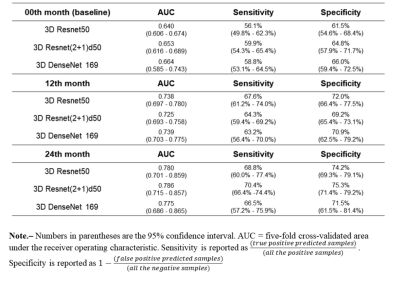 00th month (baseline) AUC Sensitivity Specificity
3D Resnet50 0.640 56.1% 61.5%
(0.606 - 0.674) (49.8% - 62.3%) (54.6% - 68.4%)
3D Resnet(2+1)d50 0.653 59.9% 64.8%
(0.616 - 0.689) (54.3% - 65.4%) (57.9% - 71.7%)
3D DenseNet 169 0.664 58.8% 66.0%
(0.585 - 0.743) (53.1% - 64.5%) (59.4% - 72.5%)
12th month AUC Sensitivity Specificity
3D Resnet50 0.738 67.6% 72.0%
(0.697 - 0.780) (61.2% - 74.0%) (66.4% - 77.5%)
3D Resnet(2+1)d50 0.725 64.3% 69.2%
(0.693 - 0.758) (59.4% - 69.2%) (65.4% - 73.1%)
3D DenseNet 169 0.739 63.2% 70.9%
(0.703 - 0.775) (56.4% - 70.0%) (62.5% - 79.2%)
24th month AUC Sensitivity Specificity
3D Resnet50 0.780 68.8% 74.2%
(0.701 - 0.859) (60.0% - 77.4%) (69.3% - 79.1%)
3D Resnet(2+1)d50 0.786 70.4% 75.3%
(0.715 - 0.857) (66.4% -74.4%) (71.4% - 79.2%)
3D DenseNet 169 0.775 66.5% 71.5%
(0.686 - 0.865) (57.2% - 75.9%) (61.5% - 81.4%)
Note.– Numbers in parentheses are the 95% confidence interval. AUC = five-fold cross-validated area
under the receiver operating characteristic. Sensitivity is reported as (true positive predicted samples) / (all the positive samples) .
Specificity is reported as 1 − (false positive predicted samples) / (all the negative samples)